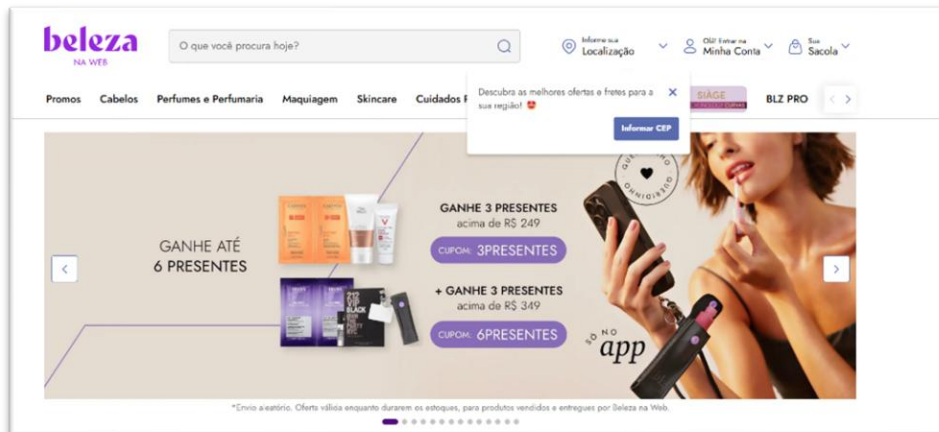 beleza
NA WEB
O que você procura hoje?
Informe sua
Localização
Olá! Entrar na
Minha Conta
Sua
Sacola
Promos
Cabelos
Perfumes e Perfumaria
Maquiagem
Skincare
Cuidados
SIÀGE
BLZ PRO
Descubra as melhores ofertas e fretes para a
sua região! 😍
Informar CEP
GANHE ATÉ
6 PRESENTES
GANHE 3 PRESENTES
acima de R$ 249
CUPOM: 3PRESENTES
+ GANHE 3 PRESENTES
acima de R$ 349
CUPOM: 6PRESENTES
QUERIDINHO
SÓ NO
app
*Envio aleatório. Oferta válida enquanto durarem os estoques, para produtos vendidos e entregues por Beleza na Web.